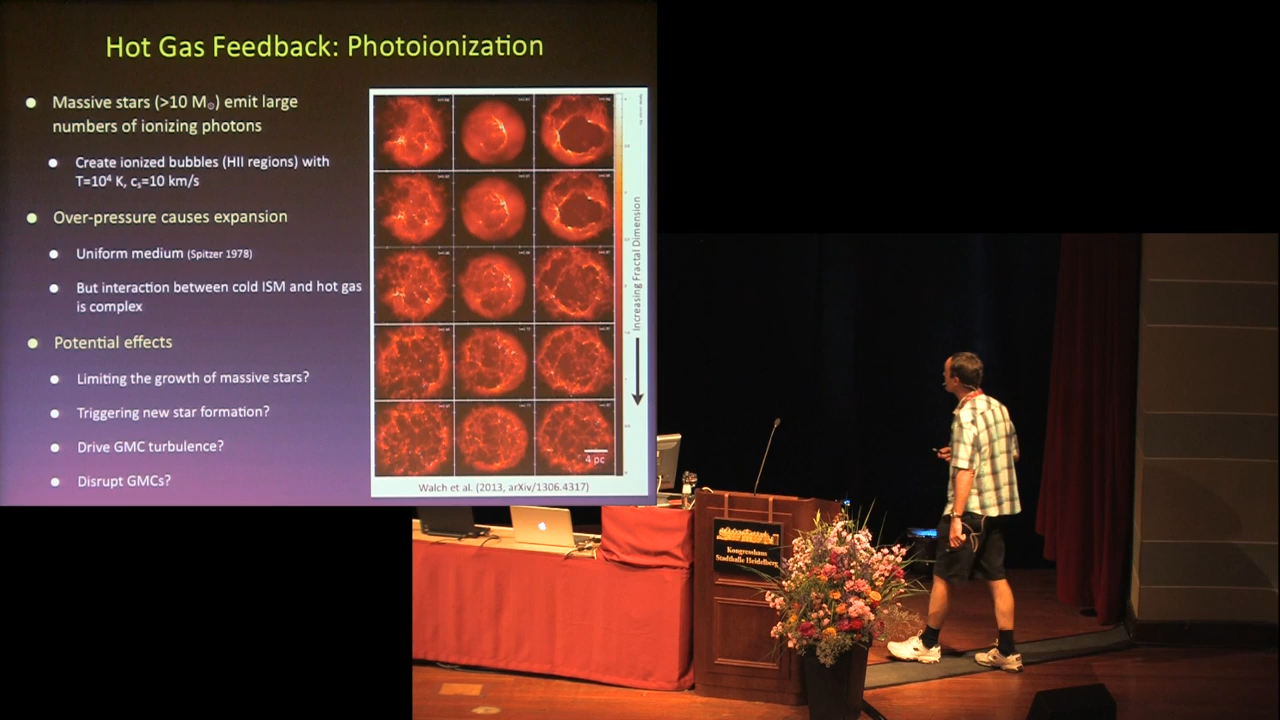 Hot Gas Feedback: Photoionization
Massive stars (>10 M☉) emit large
numbers of ionizing photons
Create ionized bubbles (HII regions) with
T=10⁴ K, cₛ=10 km/s
Over-pressure causes expansion
Uniform medium (Spitzer 1978)
But interaction between cold ISM and hot gas
is complex
Potential effects
Limiting the growth of massive stars?
Triggering new star formation?
Drive GMC turbulence?
Disrupt GMCs?
Increasing Fractal Dimension
4 pc
Walch et al. (2013, arXiv/1306.4317)
Kongresshaus
Stadthalle Heidelberg